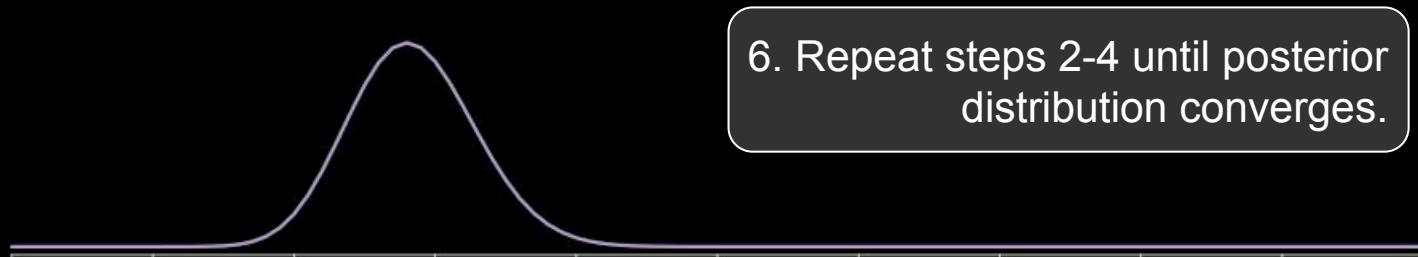 6. Repeat steps 2-4 until posterior
distribution converges.